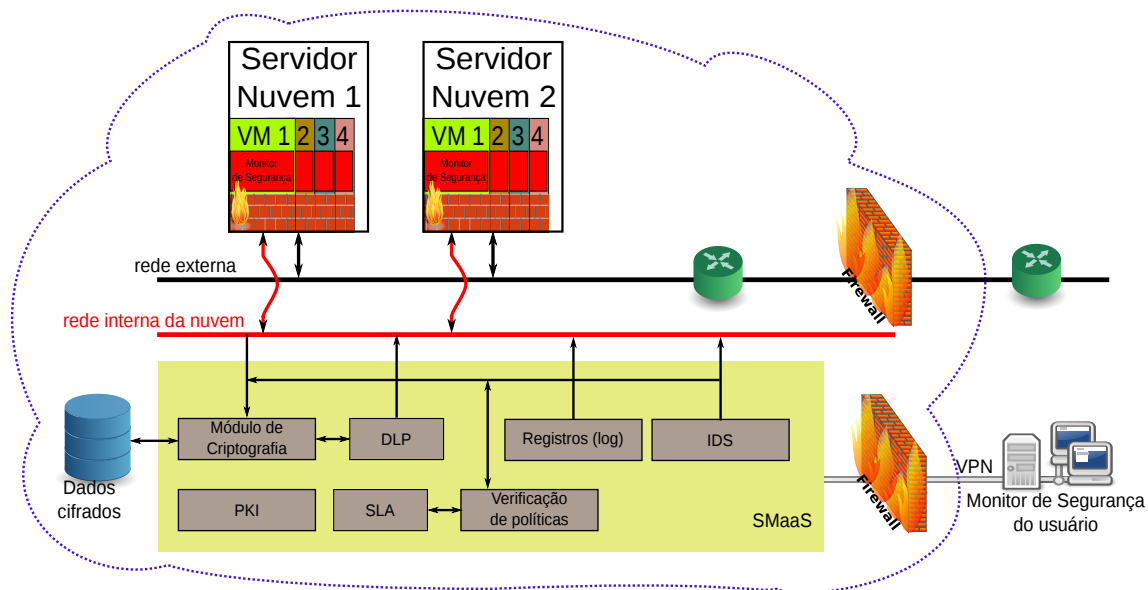 Servidor
Nuvem 1
VM 1 2 3 4
Monitor
de Segurança
Servidor
Nuvem 2
VM 1 2 3 4
Monitor
de Segurança
rede externa
Firewall
rede interna da nuvem
Módulo de
Criptografia
DLP
Registros (log)
IDS
Dados
cifrados
PKI
SLA
Verificação
de políticas
SMaaS
Firewall
VPN
Monitor de Segurança
do usuário